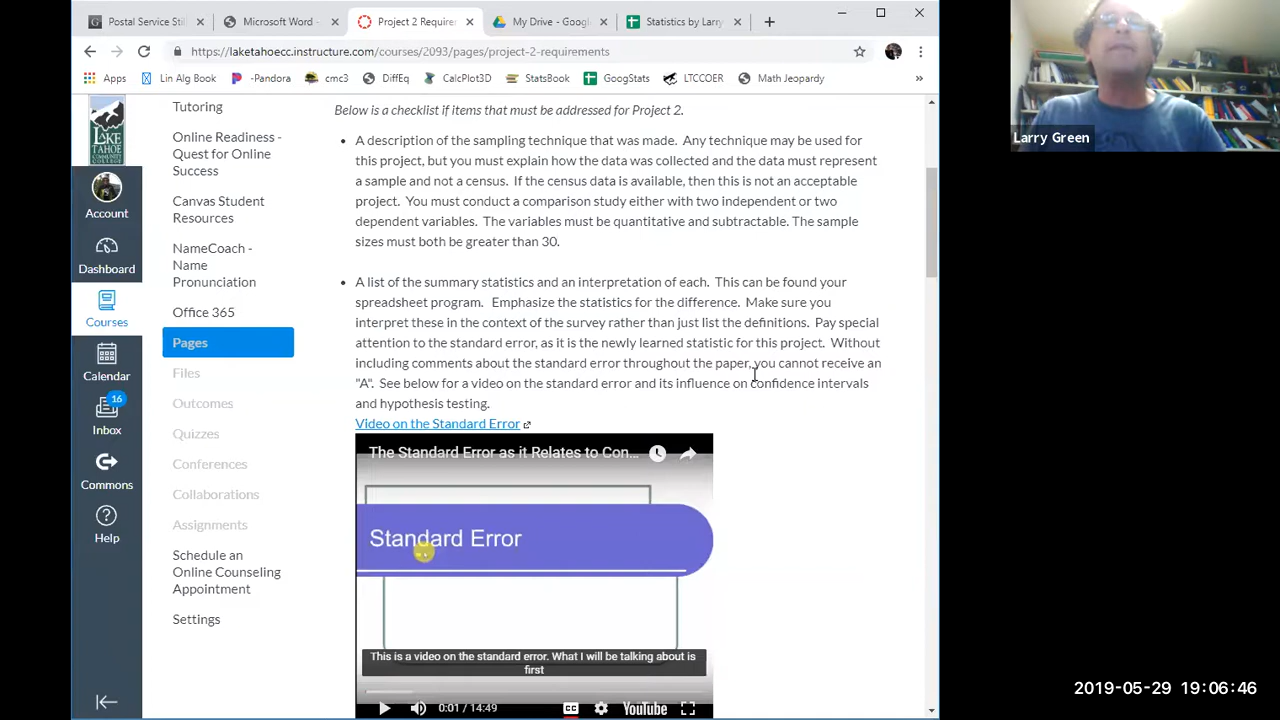 Postal Service Sti
Microsoft Word -
Project 2 Requirem
My Drive - Google
Statistics by Larry
https://laketahoecc.instructure.com/courses/2093/pages/project-2-requirements
Apps
Lin Alg Book
-Pandora
cmc3
DiffEq
CalcPlot3D
StatsBook
GoogStats
LTCCOER
Math Jeopardy
»
LAKE
TAHOE
Account
Dashboard
Courses
Calendar
16
Inbox
Commons
Help
Tutoring
Online Readiness -
Quest for Online
Success
Canvas Student
Resources
NameCoach -
Name
Pronunciation
Office 365
Pages
Files
Outcomes
Quizzes
Conferences
Collaborations
Assignments
Schedule an
Online Counseling
Appointment
Settings
Below is a checklist if items that must be addressed for Project 2.
• A description of the sampling technique that was made. Any technique may be used for
this project, but you must explain how the data was collected and the data must represent
a sample and not a census. If the census data is available, then this is not an acceptable
project. You must conduct a comparison study either with two independent or two
dependent variables. The variables must be quantitative and subtractable. The sample
sizes must both be greater than 30.
• A list of the summary statistics and an interpretation of each. This can be found your
spreadsheet program. Emphasize the statistics for the difference. Make sure you
interpret these in the context of the survey rather than just list the definitions. Pay special
attention to the standard error, as it is the newly learned statistic for this project. Without
including comments about the standard error throughout the paper, you cannot receive an
"A". See below for a video on the standard error and its influence on confidence intervals
and hypothesis testing.
Video on the Standard Error
The Standard Error as it Relates to Con...
Standard Error
This is a video on the standard error. What I will be talking about is
first
0:01 / 14:49
CC
YouTube
Larry Green
2019-05-29 19:06:46